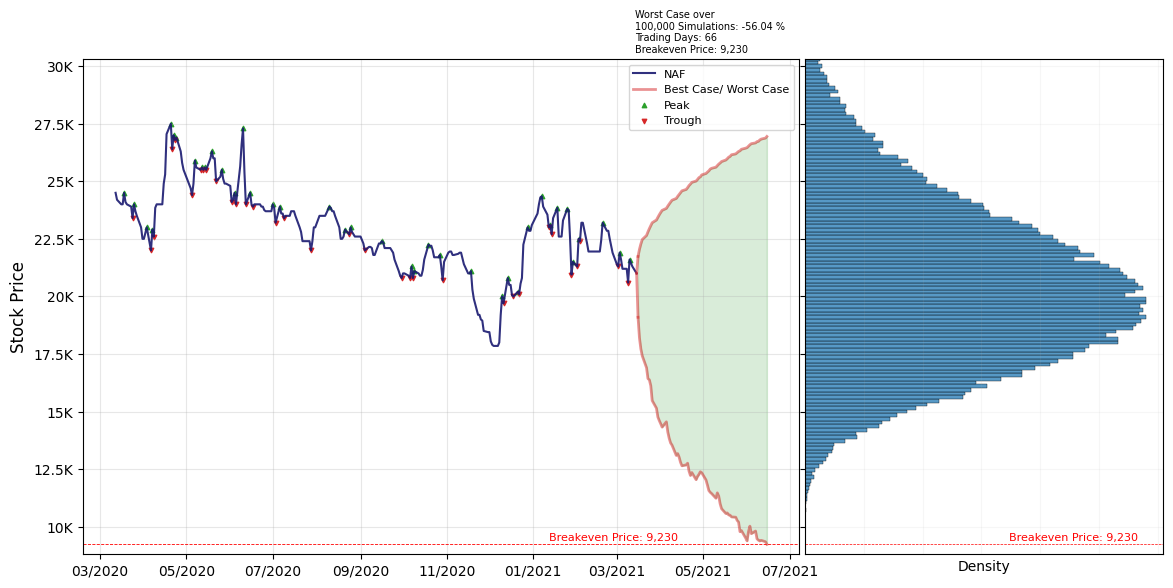 Worst Case over
100,000 Simulations: -56.04 %
Trading Days: 66
Breakeven Price: 9,230
NAF
Best Case/ Worst Case
Peak
Trough
Stock Price
30K
27.5K
25K
22.5K
20K
17.5K
15K
12.5K
10K
Breakeven Price: 9,230
Breakeven Price: 9,230
03/2020
05/2020
07/2020
09/2020
11/2020
01/2021
03/2021
05/2021
07/2021
Density